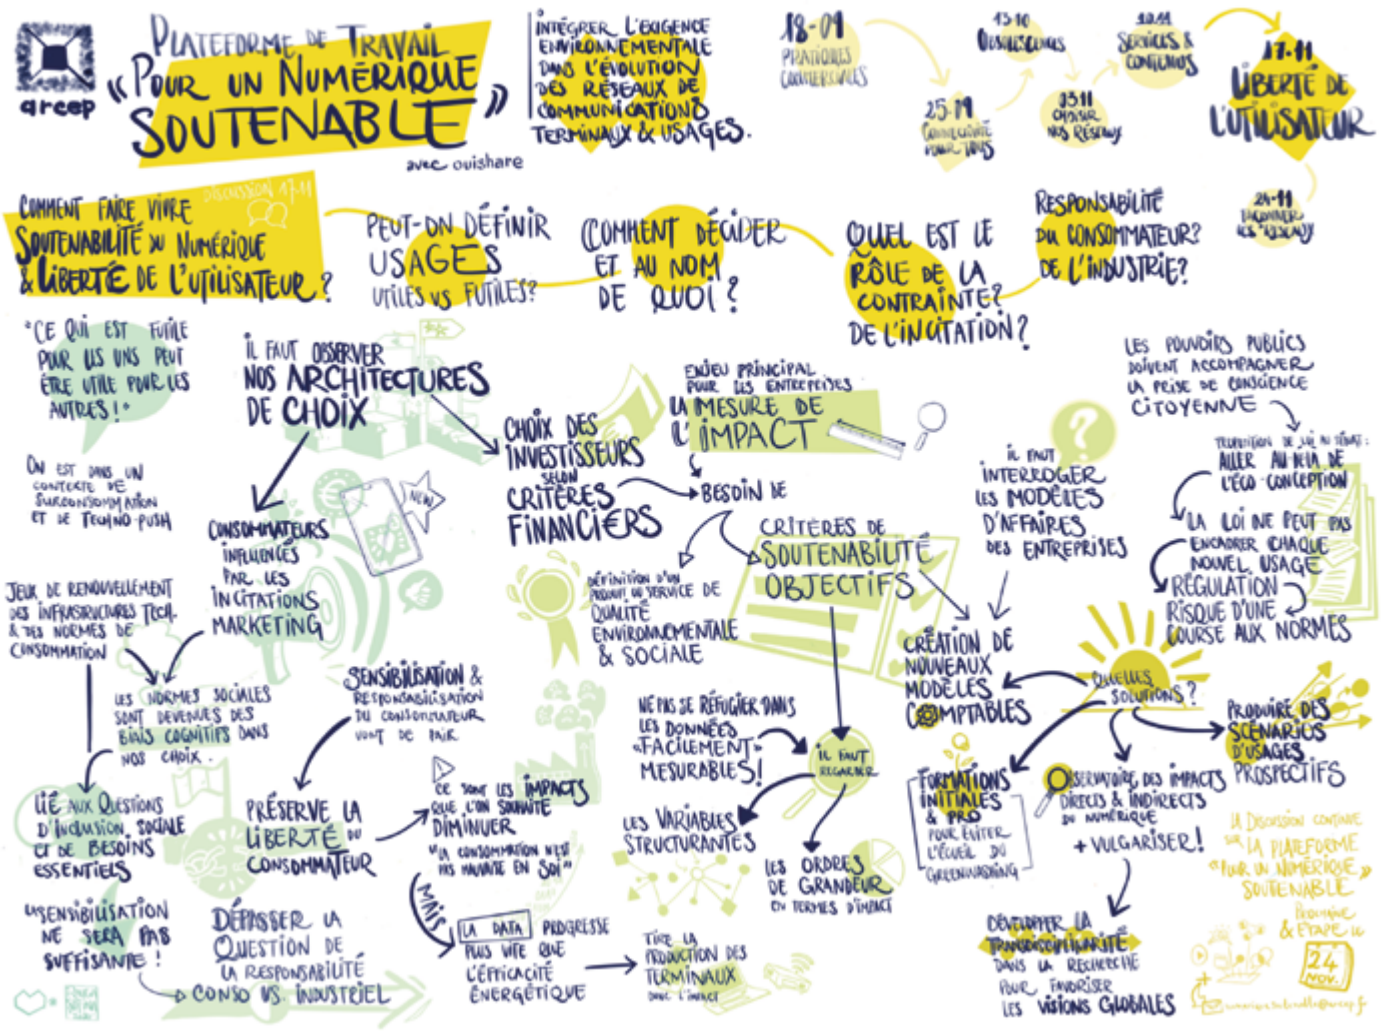 arcep
PLATEFORME DE TRAVAIL
«POUR UN NUMÉRIQUE
SOUTENABLE»
avec ouishare
INTÉGRER L'EXIGENCE
ENVIRONNEMENTALE
DANS L'ÉVOLUTION
DES RÉSEAUX DE
COMMUNICATIONS
TERMINAUX & USAGES.
PRATIQUES
COMMERCIALES
CONNECTIVITÉ
POUR TOUS
13.10
OBSOLESCENCES
CHOISIR
NOS RÉSEAUX
SERVICES &
CONTENUS
17.11
LIBERTÉ DE
L'UTILISATEUR
24-11
FAÇONNER
LES RÉSEAUX
DISCUSSION 17.11
COMMENT FAIRE VIVRE
SOUTENABILITÉ DU NUMÉRIQUE
& LIBERTÉ DE L'UTILISATEUR ?
PEUT-ON DÉFINIR
USAGES
UTILES VS FUTILES?
COMMENT DÉCIDER
ET AU NOM
DE QUOI ?
QUEL EST LE
RÔLE DE LA
CONTRAINTE?
DE L'INCITATION ?
RESPONSABILITÉ
DU CONSOMMATEUR?
DE L'INDUSTRIE?
"CE QUI EST FUTILE
POUR LES UNS PEUT
ÊTRE UTILE POUR LES
AUTRES !"
IL FAUT OBSERVER
NOS ARCHITECTURES
DE CHOIX
ON EST DANS UN
CONTEXTE DE
SURCONSOMMATION
ET DE TECHNO-PUSH
CONSOMMATEURS
INFLUENCÉS
PAR LES
INCITATIONS
MARKETING
NEW
CHOIX DES
INVESTISSEURS
SELON
CRITÈRES
FINANCI€RS
ENJEU PRINCIPAL
POUR LES ENTREPRISES
LA MESURE DE
L'IMPACT
BESOIN DE
DÉFINITION D'UN
PRODUIT OU SERVICE DE
QUALITÉ
ENVIRONNEMENTALE
& SOCIALE
CRITÈRES DE
SOUTENABILITÉ
OBJECTIFS
?
IL FAUT
INTERROGER
LES MODÈLES
D'AFFAIRES
DES ENTREPRISES
LES POUVOIRS PUBLICS
DOIVENT ACCOMPAGNER
LA PRISE DE CONSCIENCE
CITOYENNE
PROPOSITION DE LOI AU SÉNAT:
ALLER AU-DELÀ DE
L'ÉCO-CONCEPTION
LA LOI NE PEUT PAS
ENCADRER CHAQUE
NOUVEL USAGE
RÉGULATION
RISQUE D'UNE
COURSE AUX NORMES
JEUX DE RENOUVELLEMENT
DES INFRASTRUCTURES TECH.
& DES NORMES DE
CONSOMMATION
LES NORMES SOCIALES
SONT DEVENUES DES
BIAIS COGNITIFS DANS
NOS CHOIX.
SENSIBILISATION &
RESPONSABILISATION
DU CONSOMMATEUR
VONT DE PAIR
LIÉ AUX QUESTIONS
D'INCLUSION SOCIALE
ET DE BESOINS
ESSENTIELS
PRÉSERVE LA
LIBERTÉ DU
CONSOMMATEUR
CE SONT LES IMPACTS
QUE L'ON SOUHAITE
DIMINUER
"LA CONSOMMATION N'EST
PAS MAUVAISE EN SOI"
MAIS
LA DATA PROGRESSE
PLUS VITE QUE
L'EFFICACITÉ
ÉNERGÉTIQUE
TIRE LA
PRODUCTION DES
TERMINAUX
DONC L'IMPACT
"SENSIBILISATION
NE SERA PAS
SUFFISANTE !
DÉPASSER LA
QUESTION DE
LA RESPONSABILITÉ
CONSO VS. INDUSTRIEL
NE PAS SE RÉFUGIER DANS
LES DONNÉES
«FACILEMENT»
MESURABLES!
IL FAUT
REGARDER
LES VARIABLES
STRUCTURANTES
LES ORDRES
DE GRANDEUR
EN TERMES D'IMPACT
CRÉATION DE
NOUVEAUX
MODÈLES
COMPTABLES
QUELLES
SOLUTIONS ?
FORMATIONS
INITIALES
& PRO
POUR ÉVITER
L'ÉCUEIL DU
GREENWASHING
OBSERVATOIRE DES IMPACTS
DIRECTS & INDIRECTS
DU NUMÉRIQUE
+ VULGARISER!
PRODUIRE DES
SCÉNARIOS
D'USAGES
PROSPECTIFS
DÉVELOPPER LA
TRANSDISCIPLINARITÉ
DANS LA RECHERCHE
POUR FAVORISER
LES VISIONS GLOBALES
LA DISCUSSION CONTINUE
SUR LA PLATEFORME
«POUR UN NUMÉRIQUE
SOUTENABLE»
PROCHAINE
ÉTAPE LE
24
NOV.